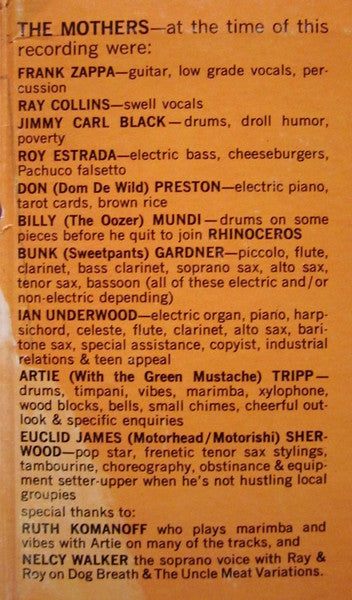 THE MOTHERS—at the time of this
recording were:
FRANK ZAPPA—guitar, low grade vocals, per-
cussion
RAY COLLINS—swell vocals
JIMMY CARL BLACK—drums, droll humor,
poverty
ROY ESTRADA—electric bass, cheeseburgers,
Pachuco falsetto
DON (Dom De Wild) PRESTON—electric piano,
tarot cards, brown rice
BILLY (The Oozer) MUNDI—drums on some
pieces before he quit to join RHINOCEROS
BUNK (Sweetpants) GARDNER—piccolo, flute,
clarinet, bass clarinet, soprano sax, alto sax,
tenor sax, bassoon (all of these electric and/or
non-electric depending)
IAN UNDERWOOD—electric organ, piano, harp-
sichord, celeste, flute, clarinet, alto sax, bari-
tone sax, special assistance, copyist, industrial
relations & teen appeal
ARTIE (With the Green Mustache) TRIPP—
drums, timpani, vibes, marimba, xylophone,
wood blocks, bells, small chimes, cheerful out-
look & specific enquiries
EUCLID JAMES (Motorhead/Motorishi) SHER-
WOOD—pop star, frenetic tenor sax stylings,
tambourine, choreography, obstinance & equip-
ment setter-upper when he's not hustling local
groupies
special thanks to:
RUTH KOMANOFF who plays marimba and
vibes with Artie on many of the tracks, and
NELCY WALKER the soprano voice with Ray &
Roy on Dog Breath & The Uncle Meat Variations.